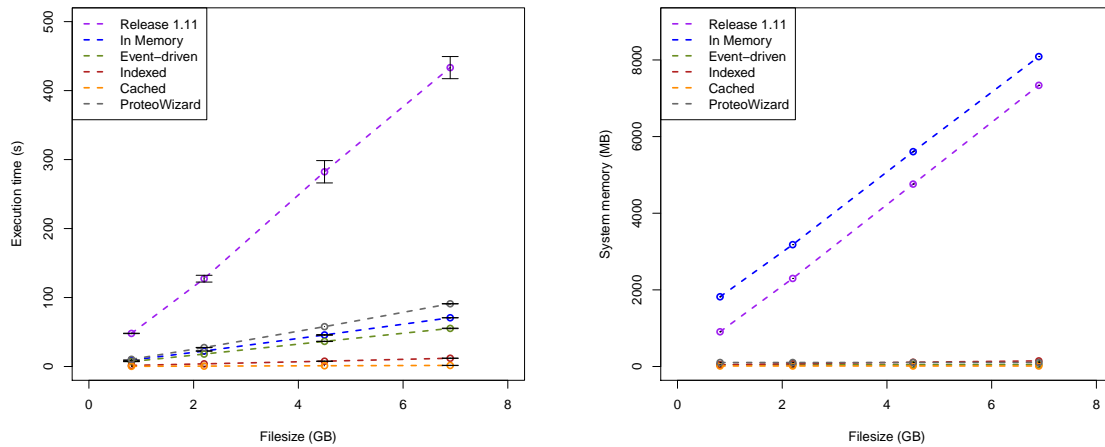 Release 1.11
In Memory
Event−driven
Indexed
Cached
ProteoWizard
Execution time (s)
500
400
300
200
100
0
0 2 4 6 8
Filesize (GB)
Release 1.11
In Memory
Event−driven
Indexed
Cached
ProteoWizard
System memory (MB)
8000
6000
4000
2000
0
0 2 4 6 8
Filesize (GB)